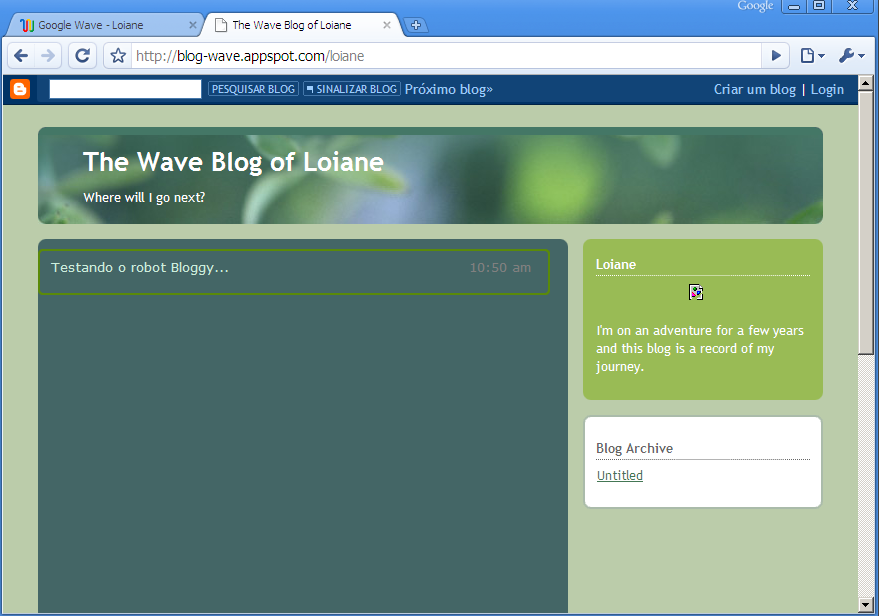 Google
Google Wave - Loiane
The Wave Blog of Loiane
http://blog-wave.appspot.com/loiane
PESQUISAR BLOG
SINALIZAR BLOG
Próximo blog»
Criar um blog | Login
The Wave Blog of Loiane
Where will I go next?
Testando o robot Bloggy...
10:50 am
Loiane
I'm on an adventure for a few years
and this blog is a record of my
journey.
Blog Archive
Untitled